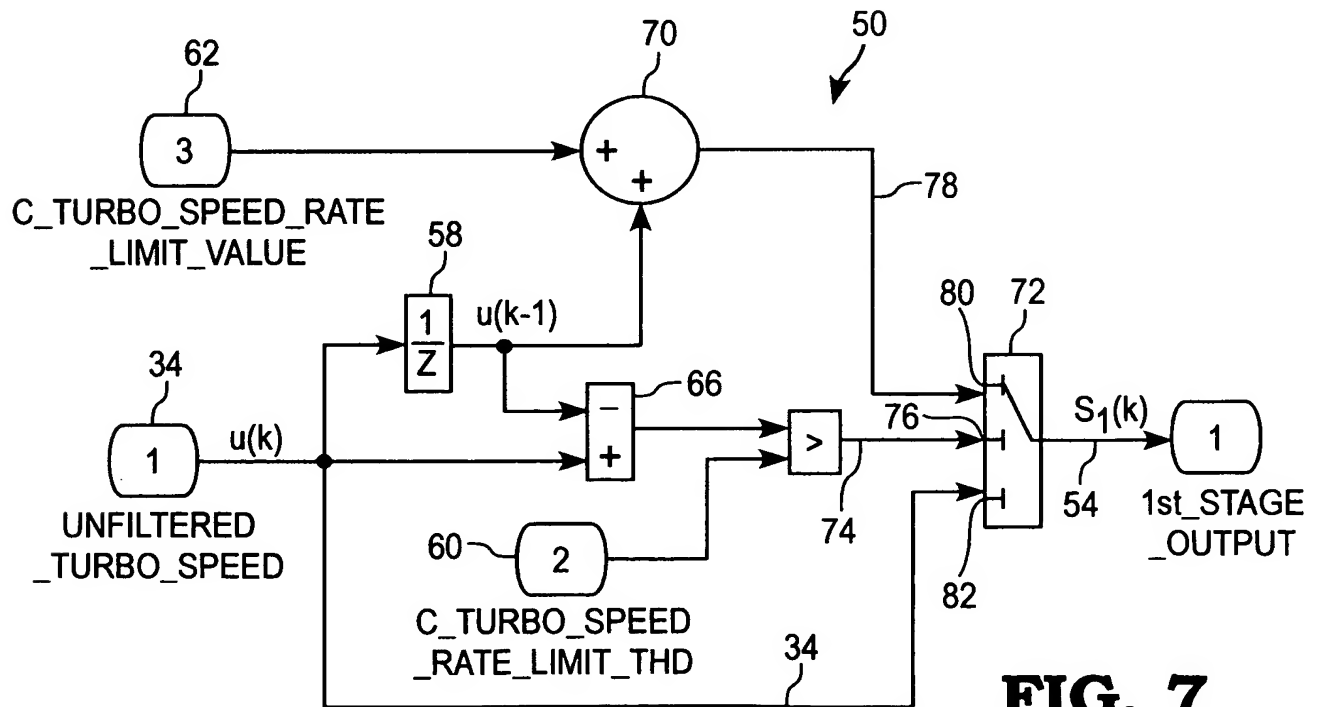 50
70
62
3
+
+
C_TURBO_SPEED_RATE
_LIMIT_VALUE
78
58
1
Z
u(k-1)
80
72
34
66
–
+
>
76
S1(k)
1
u(k)
1
54
74
UNFILTERED
_TURBO_SPEED
1st_STAGE
_OUTPUT
60
2
82
C_TURBO_SPEED
_RATE_LIMIT_THD
34
FIG. 7